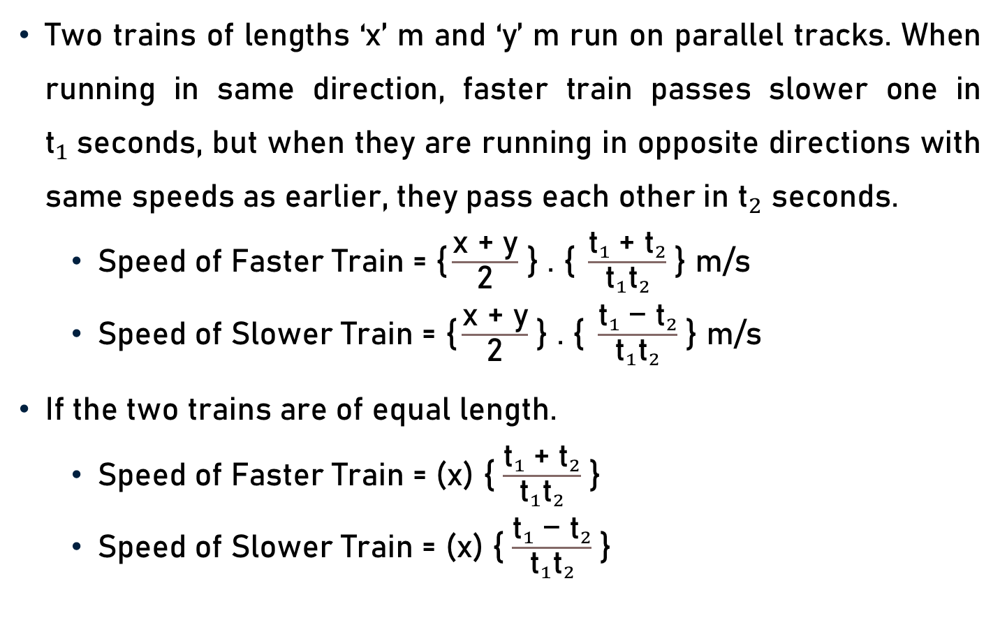 • Two trains of lengths ‘x’ m and ‘y’ m run on parallel tracks. When
running in same direction, faster train passes slower one in
t₁ seconds, but when they are running in opposite directions with
same speeds as earlier, they pass each other in t₂ seconds.
• Speed of Faster Train = {(x + y)/2} . {(t₁ + t₂)/(t₁t₂)} m/s
• Speed of Slower Train = {(x + y)/2} . {(t₁ − t₂)/(t₁t₂)} m/s
• If the two trains are of equal length.
• Speed of Faster Train = (x) {(t₁ + t₂)/(t₁t₂)}
• Speed of Slower Train = (x) {(t₁ − t₂)/(t₁t₂)}